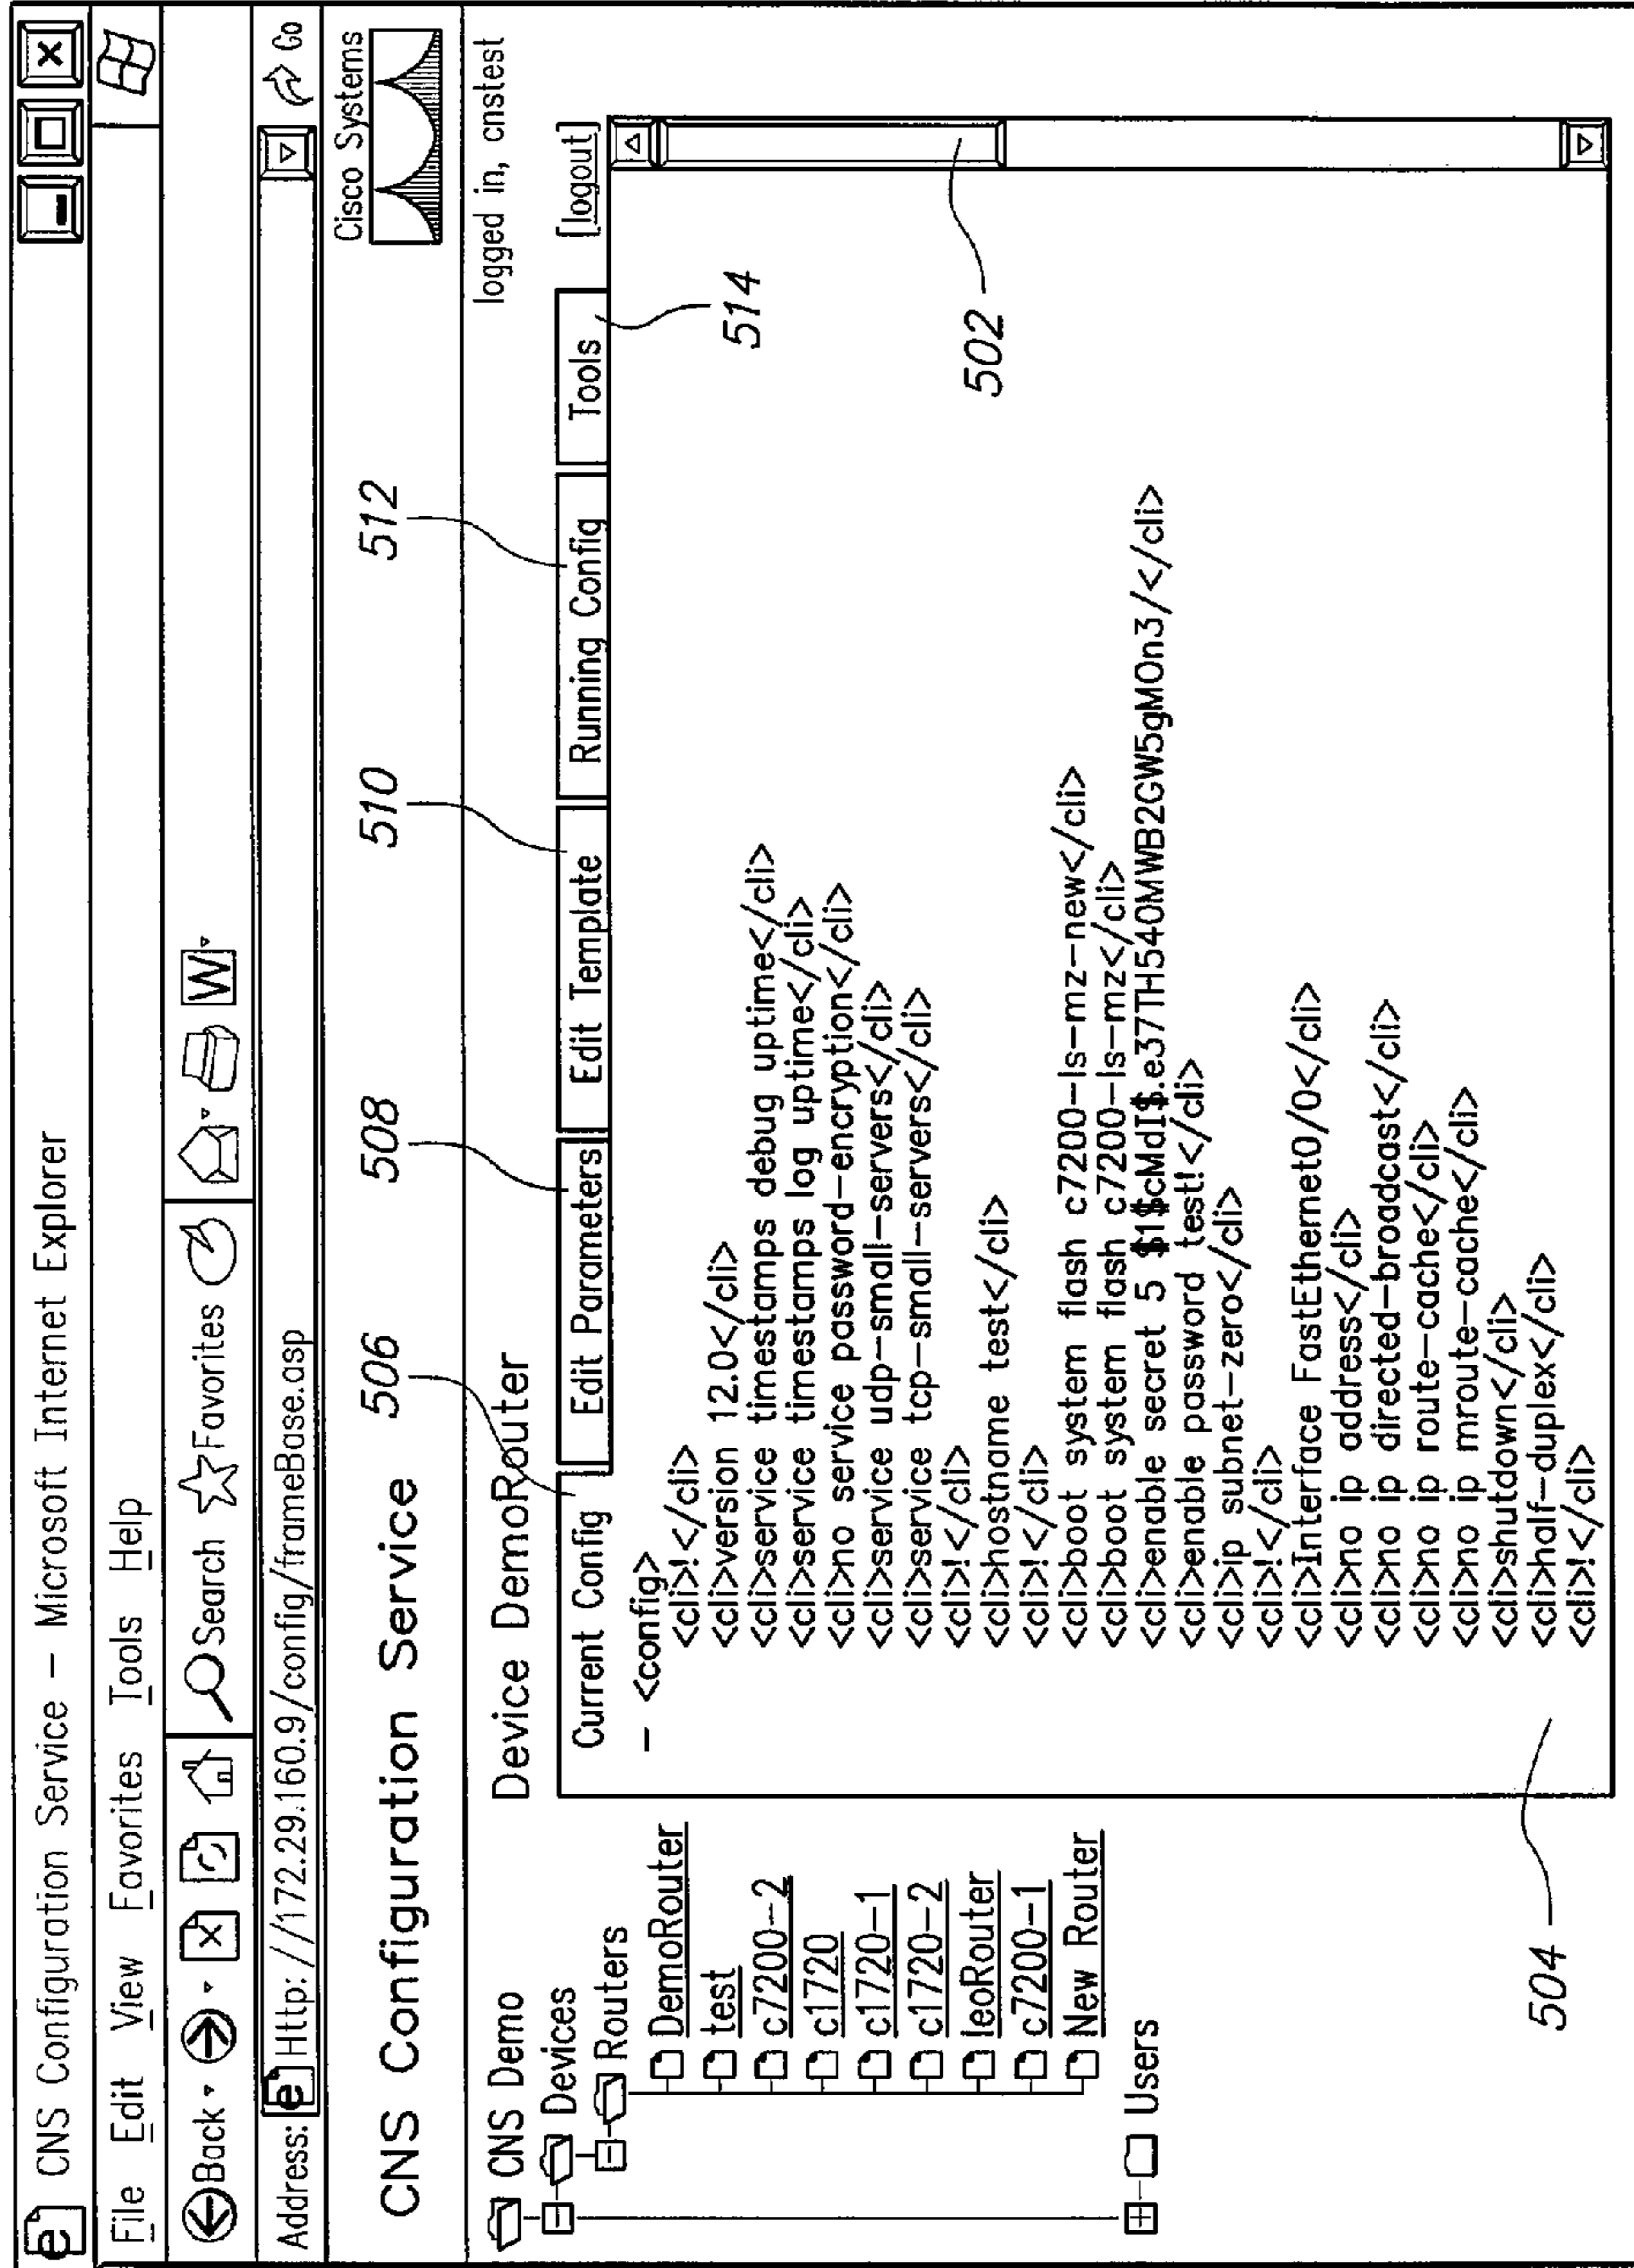 CNS Configuration Service – Microsoft Internet Explorer
File Edit View Favorites Tools Help
Back Search Favorites W
Address: Http://172.29.160.9/config/frameBase.asp Go
CNS Configuration Service
Cisco Systems
logged in, cnstest
CNS Demo
Devices
Routers
DemoRouter
test
c7200-2
c1720
c1720-1
c1720-2
leoRouter
c7200-1
New Router
Users
Device DemoRouter
506 508 510 512
Current Config Edit Parameters Edit Template Running Config Tools [logout]
514
502
504
– <config>
<cli>!</cli>
<cli>version 12.0</cli>
<cli>service timestamps debug uptime</cli>
<cli>service timestamps log uptime</cli>
<cli>no service password-encryption</cli>
<cli>service udp-small-servers</cli>
<cli>service tcp-small-servers</cli>
<cli>!</cli>
<cli>hostname test</cli>
<cli>!</cli>
<cli>boot system flash c7200-ls-mz-new</cli>
<cli>boot system flash c7200-ls-mz</cli>
<cli>enable secret 5 $1$cMdI$.e37TH540MWB2GW5gMOn3/</cli>
<cli>enable password test!</cli>
<cli>ip subnet-zero</cli>
<cli>!</cli>
<cli>Interface FastEthernet0/0</cli>
<cli>no ip address</cli>
<cli>no ip directed-broadcast</cli>
<cli>no ip route-cache</cli>
<cli>no ip mroute-cache</cli>
<cli>shutdown</cli>
<cli>half-duplex</cli>
<cli>!</cli>